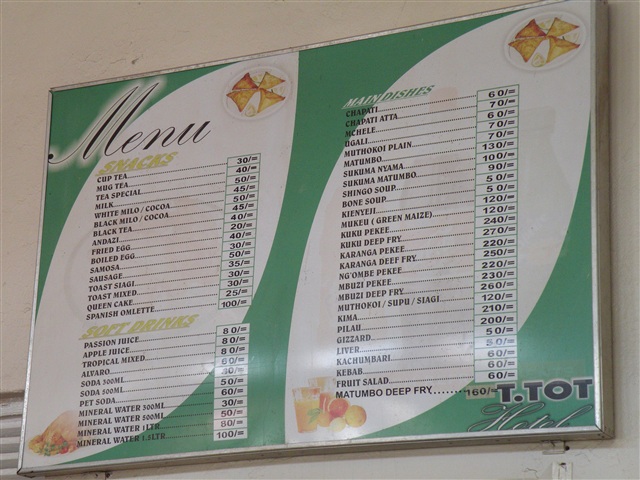 Menu
SNACKS
CUP TEA 30/=
MUG TEA 40/=
TEA SPECIAL 50/=
MILK 45/=
WHITE MILO / COCOA 50/=
BLACK MILO / COCOA 45/=
BLACK TEA 40/=
ANDAZI 20/=
FRIED EGG 40/=
BOILED EGG 30/=
SAMOSA 50/=
SAUSAGE 35/=
TOAST SIAGI 30/=
TOAST MIXED 30/=
QUEEN CAKE 25/=
SPANISH OMLETTE 100/=
SOFT DRINKS
PASSION JUICE 80/=
APPLE JUICE 80/=
TROPICAL MIXED 80/=
ALVARO 60/=
SODA 300ML
SODA 500ML 50/=
PET SODA 60/=
MINERAL WATER 300ML 30/=
MINERAL WATER 500ML 50/=
MINERAL WATER 1LTR 80/=
MINERAL WATER 1.5LTR 100/=
MAIN DISHES
CHAPATI 60/=
CHAPATI ATTA 70/=
MCHELE 60/=
UGALI 70/=
MUTHOKOI PLAIN 70/=
MATUMBO 130/=
SUKUMA NYAMA 100/=
SUKUMA MATUMBO 90/=
SHINGO SOUP 50/=
BONE SOUP 50/=
KIENYEJI 120/=
MUKEU ( GREEN MAIZE) 120/=
KUKU PEKEE 240/=
KUKU DEEP FRY 270/=
KARANGA PEKEE 220/=
KARANGA DEEF FRY 250/=
NG'OMBE PEKEE 220/=
MBUZI PEKEE 230/=
MBUZI DEEP FRY 260/=
MUTHOFOI / SUPU / SIAGI 120/=
KIMA 210/=
PILAU 200/=
GIZZARD 50/=
LIVER 50/=
KACHUMBARI 60/=
KEBAB 60/=
FRUIT SALAD 60/=
MATUMBO DEEP FRY 160/=
T.TOT
Hotel